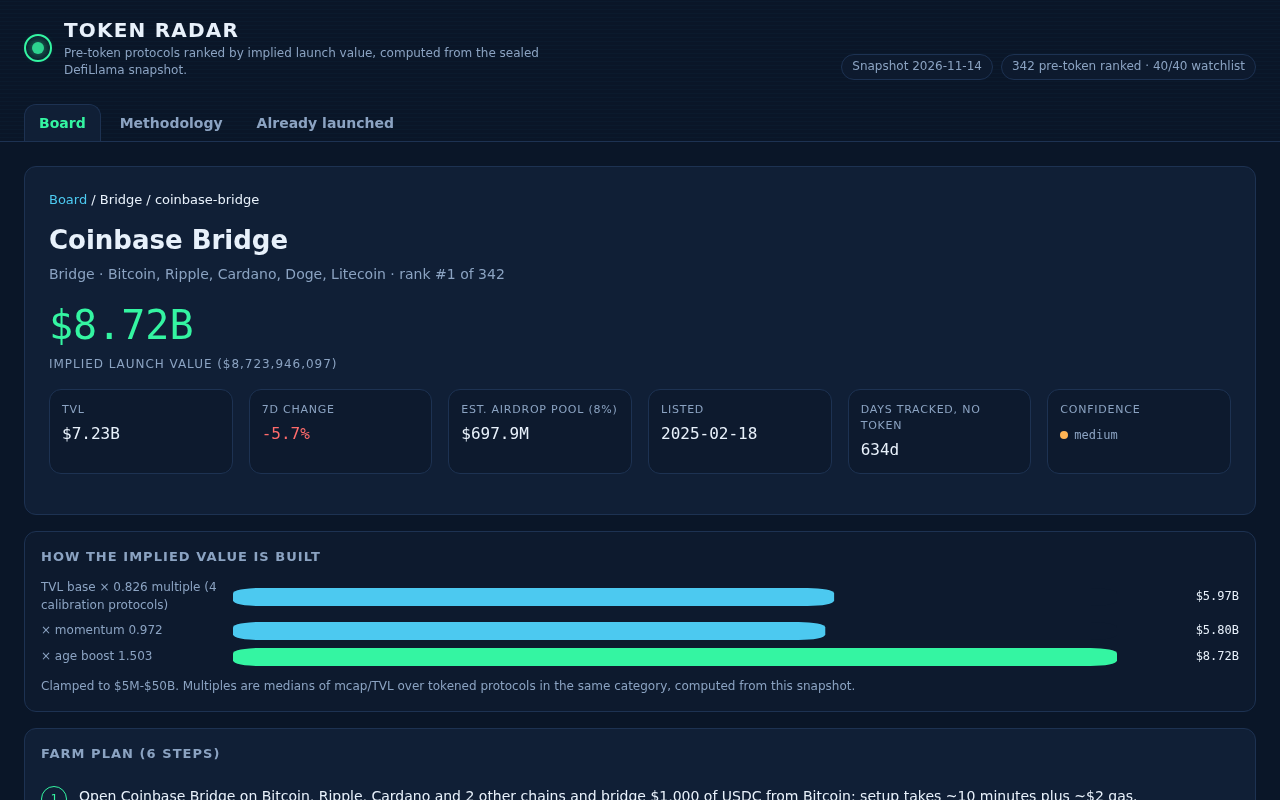 TOKEN RADAR
Pre-token protocols ranked by implied launch value, computed from the sealed
DefiLlama snapshot.
Snapshot 2026-11-14
342 pre-token ranked · 40/40 watchlist
Board
Methodology
Already launched
Board / Bridge / coinbase-bridge
Coinbase Bridge
Bridge · Bitcoin, Ripple, Cardano, Doge, Litecoin · rank #1 of 342
$8.72B
IMPLIED LAUNCH VALUE ($8,723,946,097)
TVL
$7.23B
7D CHANGE
-5.7%
EST. AIRDROP POOL (8%)
$697.9M
LISTED
2025-02-18
DAYS TRACKED, NO
TOKEN
634d
CONFIDENCE
medium
HOW THE IMPLIED VALUE IS BUILT
TVL base × 0.826 multiple (4
calibration protocols)
$5.97B
× momentum 0.972
$5.80B
× age boost 1.503
$8.72B
Clamped to $5M-$50B. Multiples are medians of mcap/TVL over tokened protocols in the same category, computed from this snapshot.
FARM PLAN (6 STEPS)
1
Open Coinbase Bridge on Bitcoin, Ripple, Cardano and 2 other chains and bridge $1,000 of USDC from Bitcoin; setup takes ~10 minutes plus ~$2 gas.